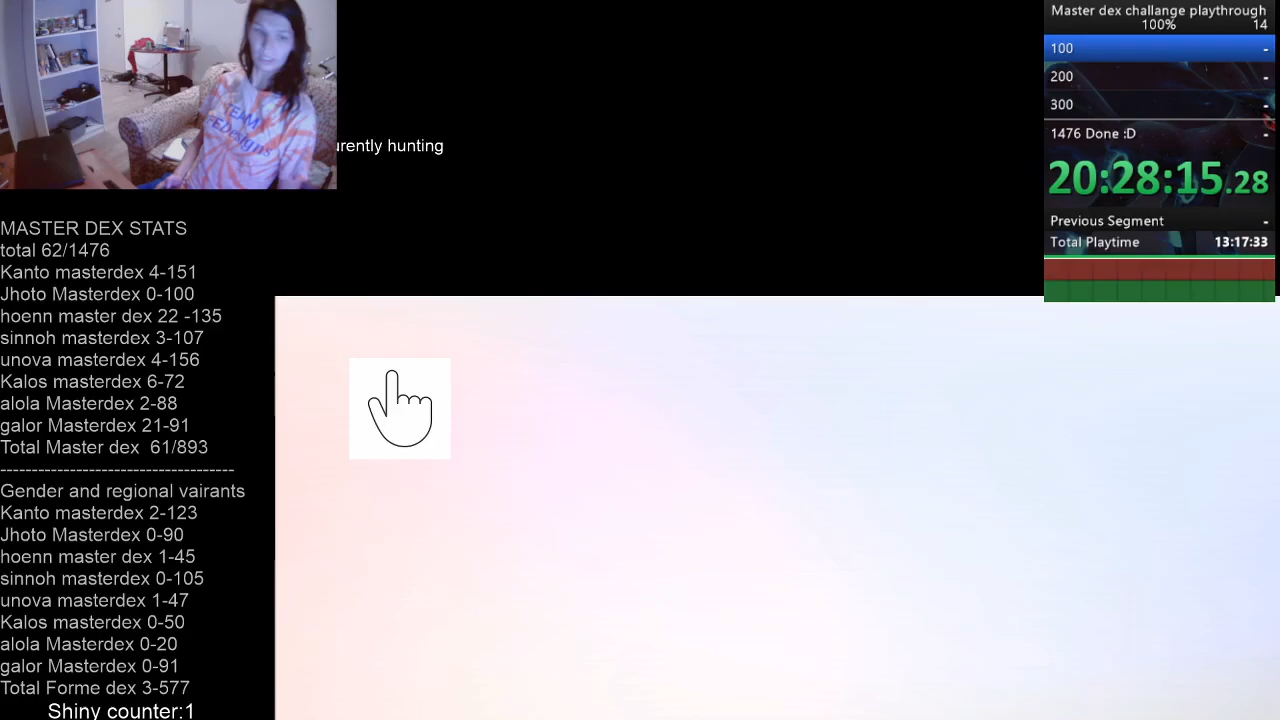 Master dex challange playthrough
100% 14
100 -
200 -
300 -
1476 Done :D -
20:28:15.28
Previous Segment -
Total Playtime 13:17:33
TEAM
urently hunting
MASTER DEX STATS
total 62/1476
Kanto masterdex 4-151
Jhoto Masterdex 0-100
hoenn master dex 22 -135
sinnoh masterdex 3-107
unova masterdex 4-156
Kalos masterdex 6-72
alola Masterdex 2-88
galor Masterdex 21-91
Total Master dex  61/893
------------------------------------
Gender and regional vairants
Kanto masterdex 2-123
Jhoto Masterdex 0-90
hoenn master dex 1-45
sinnoh masterdex 0-105
unova masterdex 1-47
Kalos masterdex 0-50
alola Masterdex 0-20
galor Masterdex 0-91
Total Forme dex 3-577
Shiny counter:1